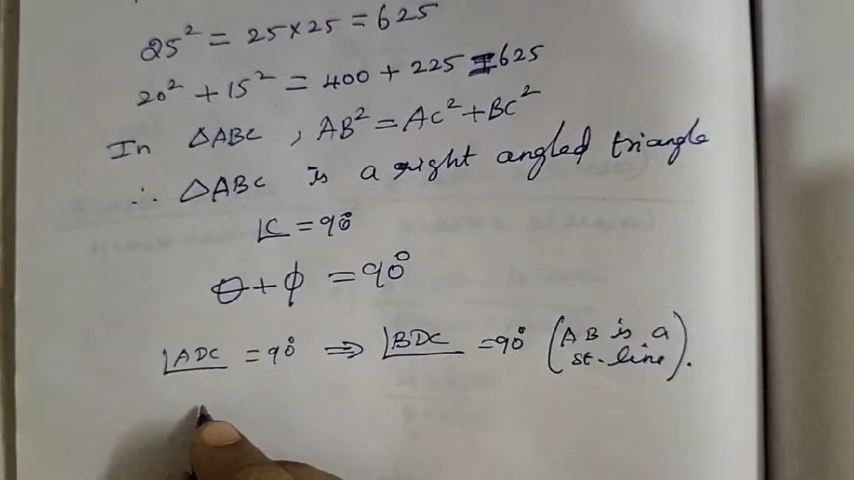 25² = 25×25 = 625
20² + 15² = 400 + 225 = 625
In △ABC, AB² = AC² + BC²
∴ △ABC is a right angled triangle
∠C = 90°
θ + ϕ = 90°
∠ADC = 90° ⇒ ∠BDC = 90° (AB is a st. line).